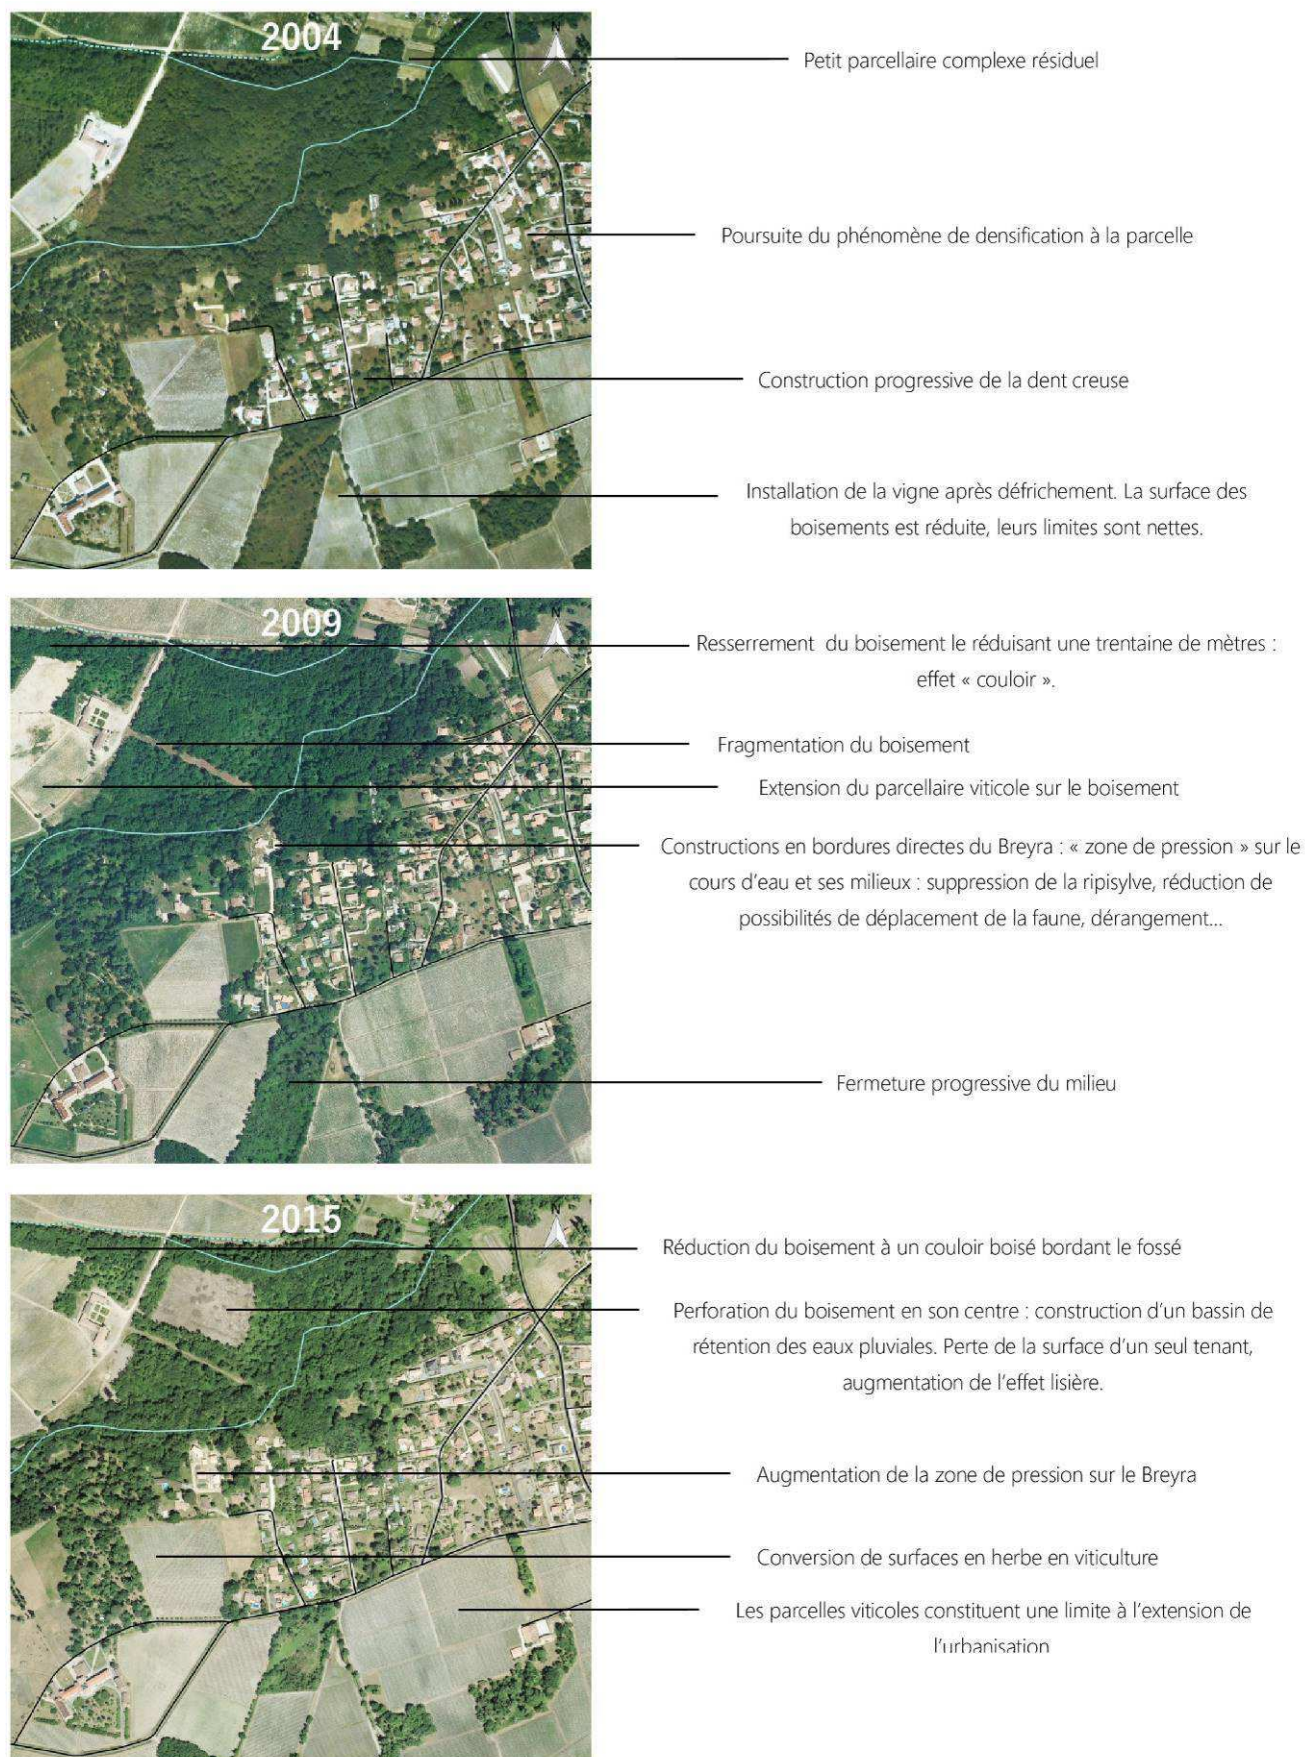 2004
N
Petit parcellaire complexe résiduel
Poursuite du phénomène de densification à la parcelle
Construction progressive de la dent creuse
Installation de la vigne après défrichement. La surface des
boisements est réduite, leurs limites sont nettes.
2009
N
Resserrement du boisement le réduisant une trentaine de mètres :
effet « couloir ».
Fragmentation du boisement
Extension du parcellaire viticole sur le boisement
Constructions en bordures directes du Breyra : « zone de pression » sur le
cours d'eau et ses milieux : suppression de la ripisylve, réduction de
possibilités de déplacement de la faune, dérangement...
Fermeture progressive du milieu
2015
N
Réduction du boisement à un couloir boisé bordant le fossé
Perforation du boisement en son centre : construction d'un bassin de
rétention des eaux pluviales. Perte de la surface d'un seul tenant,
augmentation de l'effet lisière.
Augmentation de la zone de pression sur le Breyra
Conversion de surfaces en herbe en viticulture
Les parcelles viticoles constituent une limite à l'extension de
l'urbanisation